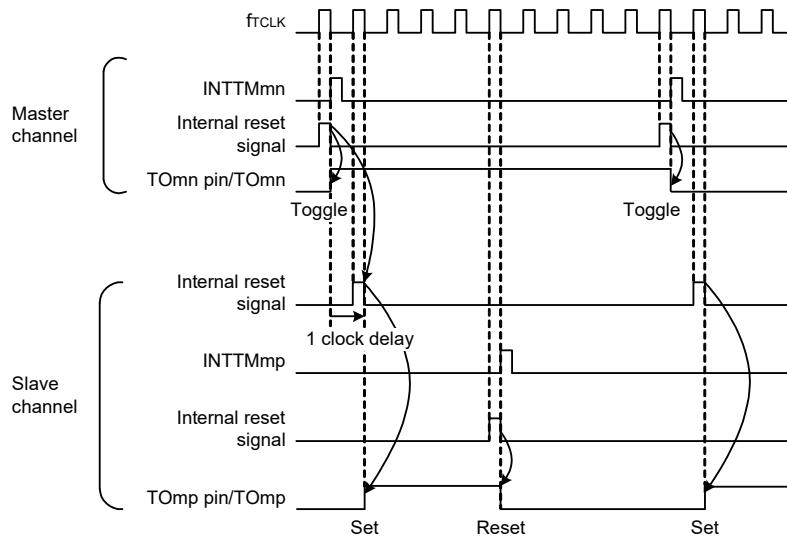 fTCLK
INTTMmn
Master
channel
Internal reset
signal
TOmn pin/TOmn
Toggle
Toggle
Internal reset
signal
1 clock delay
INTTMmp
Slave
channel
Internal reset
signal
TOmp pin/TOmp
Set
Reset
Set